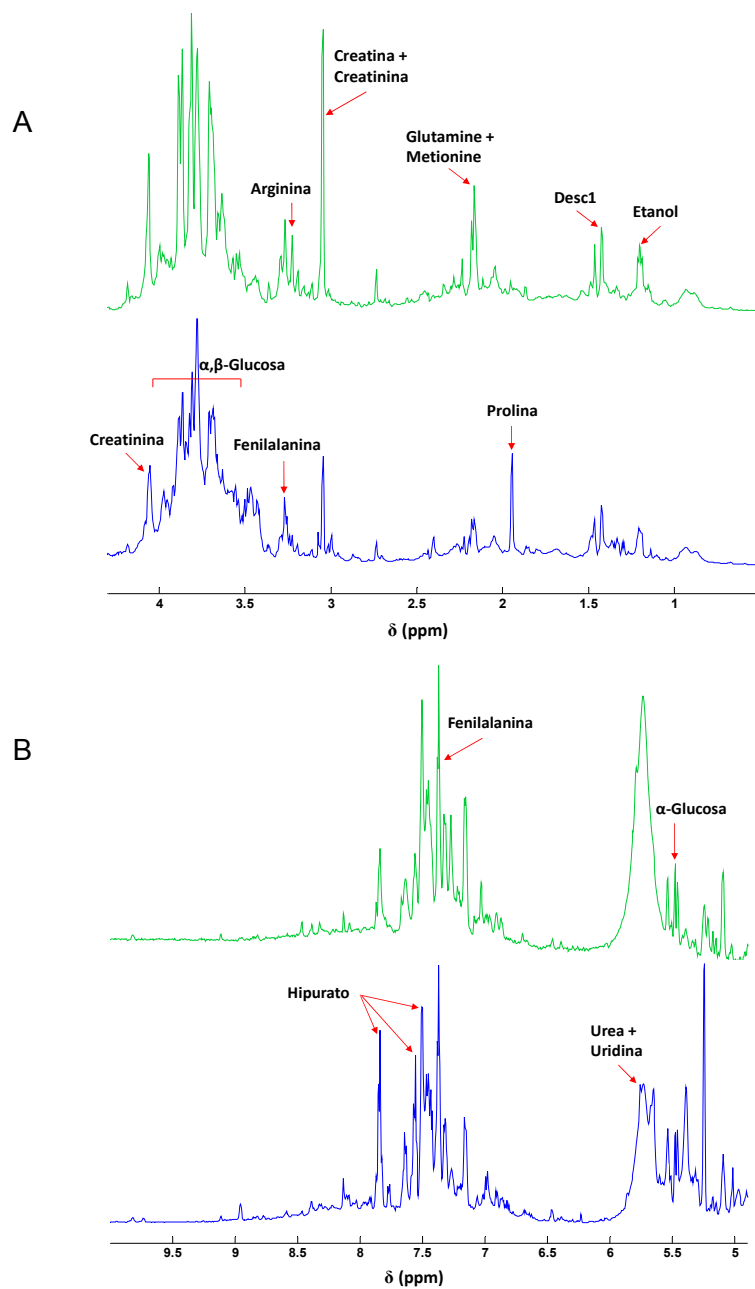 A
Creatina +
Creatinina
Glutamine +
Metionine
Arginina
Desc1
Etanol
α,β-Glucosa
Creatinina
Fenilalanina
Prolina
4 3.5 3 2.5 2 1.5 1
δ (ppm)
B
Fenilalanina
α-Glucosa
Hipurato
Urea +
Uridina
9.5 9 8.5 8 7.5 7 6.5 6 5.5 5
δ (ppm)